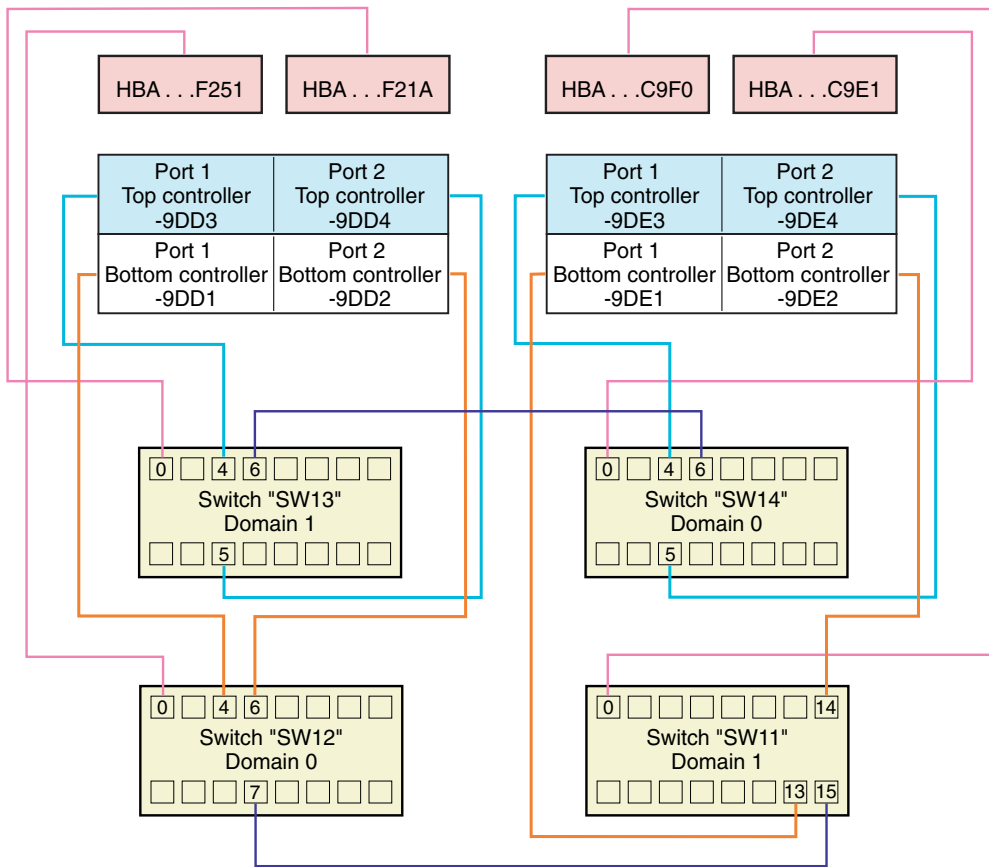 HBA . . .F251
HBA . . .F21A
HBA . . .C9F0
HBA . . .C9E1
Port 1
Top controller
-9DD3
Port 2
Top controller
-9DD4
Port 1
Bottom controller
-9DD1
Port 2
Bottom controller
-9DD2
Port 1
Top controller
-9DE3
Port 2
Top controller
-9DE4
Port 1
Bottom controller
-9DE1
Port 2
Bottom controller
-9DE2
0 4 6
Switch "SW13"
Domain 1
5
0 4 6
Switch "SW14"
Domain 0
5
0 4 6
Switch "SW12"
Domain 0
7
0 14
Switch "SW11"
Domain 1
13 15